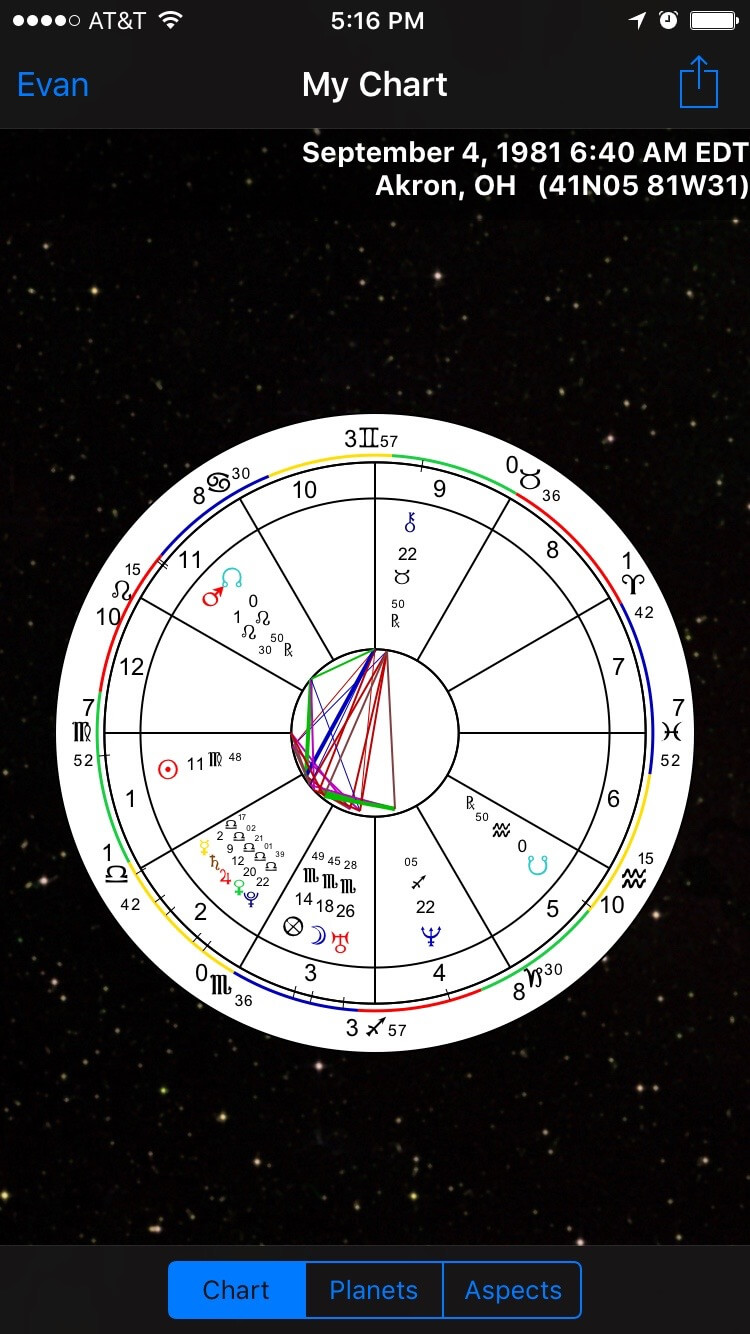 AT&T 5:16 PM
Evan My Chart
September 4, 1981 6:40 AM EDT
Akron, OH (41N05 81W31)
3 ♊ 57
8 ♋ 30
0 ♉ 36
10
9
11
8
15 ♌ 10
1 ♈ 42
⚷
22
♉
50
℞
☊
♂
0 ♌ 50 ℞
1 ♌ 30
12
7
7 ♍ 52
7 ♓ 52
☉ 11 ♍ 48
1
6
℞ 50 ♒ 0 ☋
☿ 2 ♎ 17
♄ 9 ♎ 02
♃ 12 ♎ 21
♀ 20 ♎ 01
♇ 22 ♎ 39
1 ♎ 42
49 45 28
♏ ♏ ♏
14 18 26
⊗ ☽ ♅
05
♐
22
♆
15 ♒ 10
2
5
3
4
0 ♏ 36
8 ♑ 30
3 ♐ 57
Chart Planets Aspects